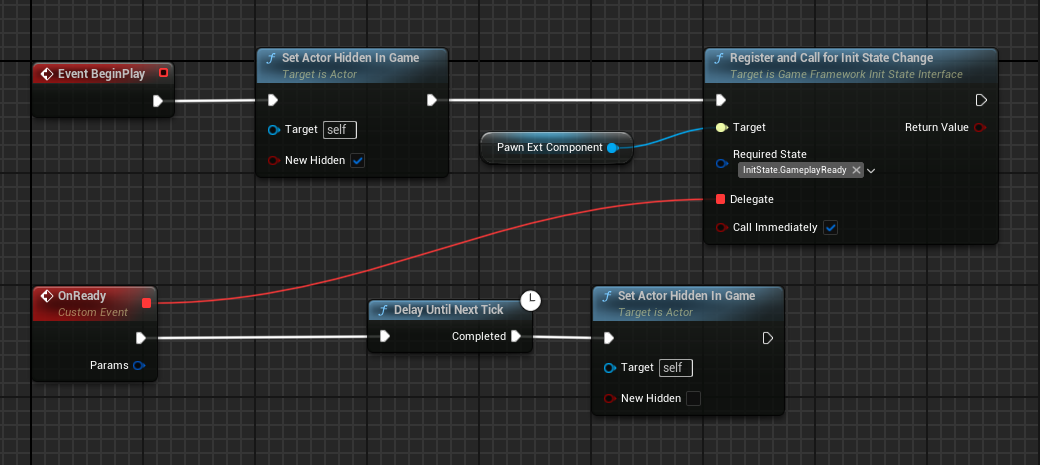 Event BeginPlay
Set Actor Hidden In Game
Target is Actor
Target self
New Hidden
Pawn Ext Component
Register and Call for Init State Change
Target is Game Framework Init State Interface
Target
Return Value
Required State
InitState.GameplayReady
Delegate
Call Immediately
OnReady
Custom Event
Params
Delay Until Next Tick
Completed
Set Actor Hidden In Game
Target is Actor
Target self
New Hidden